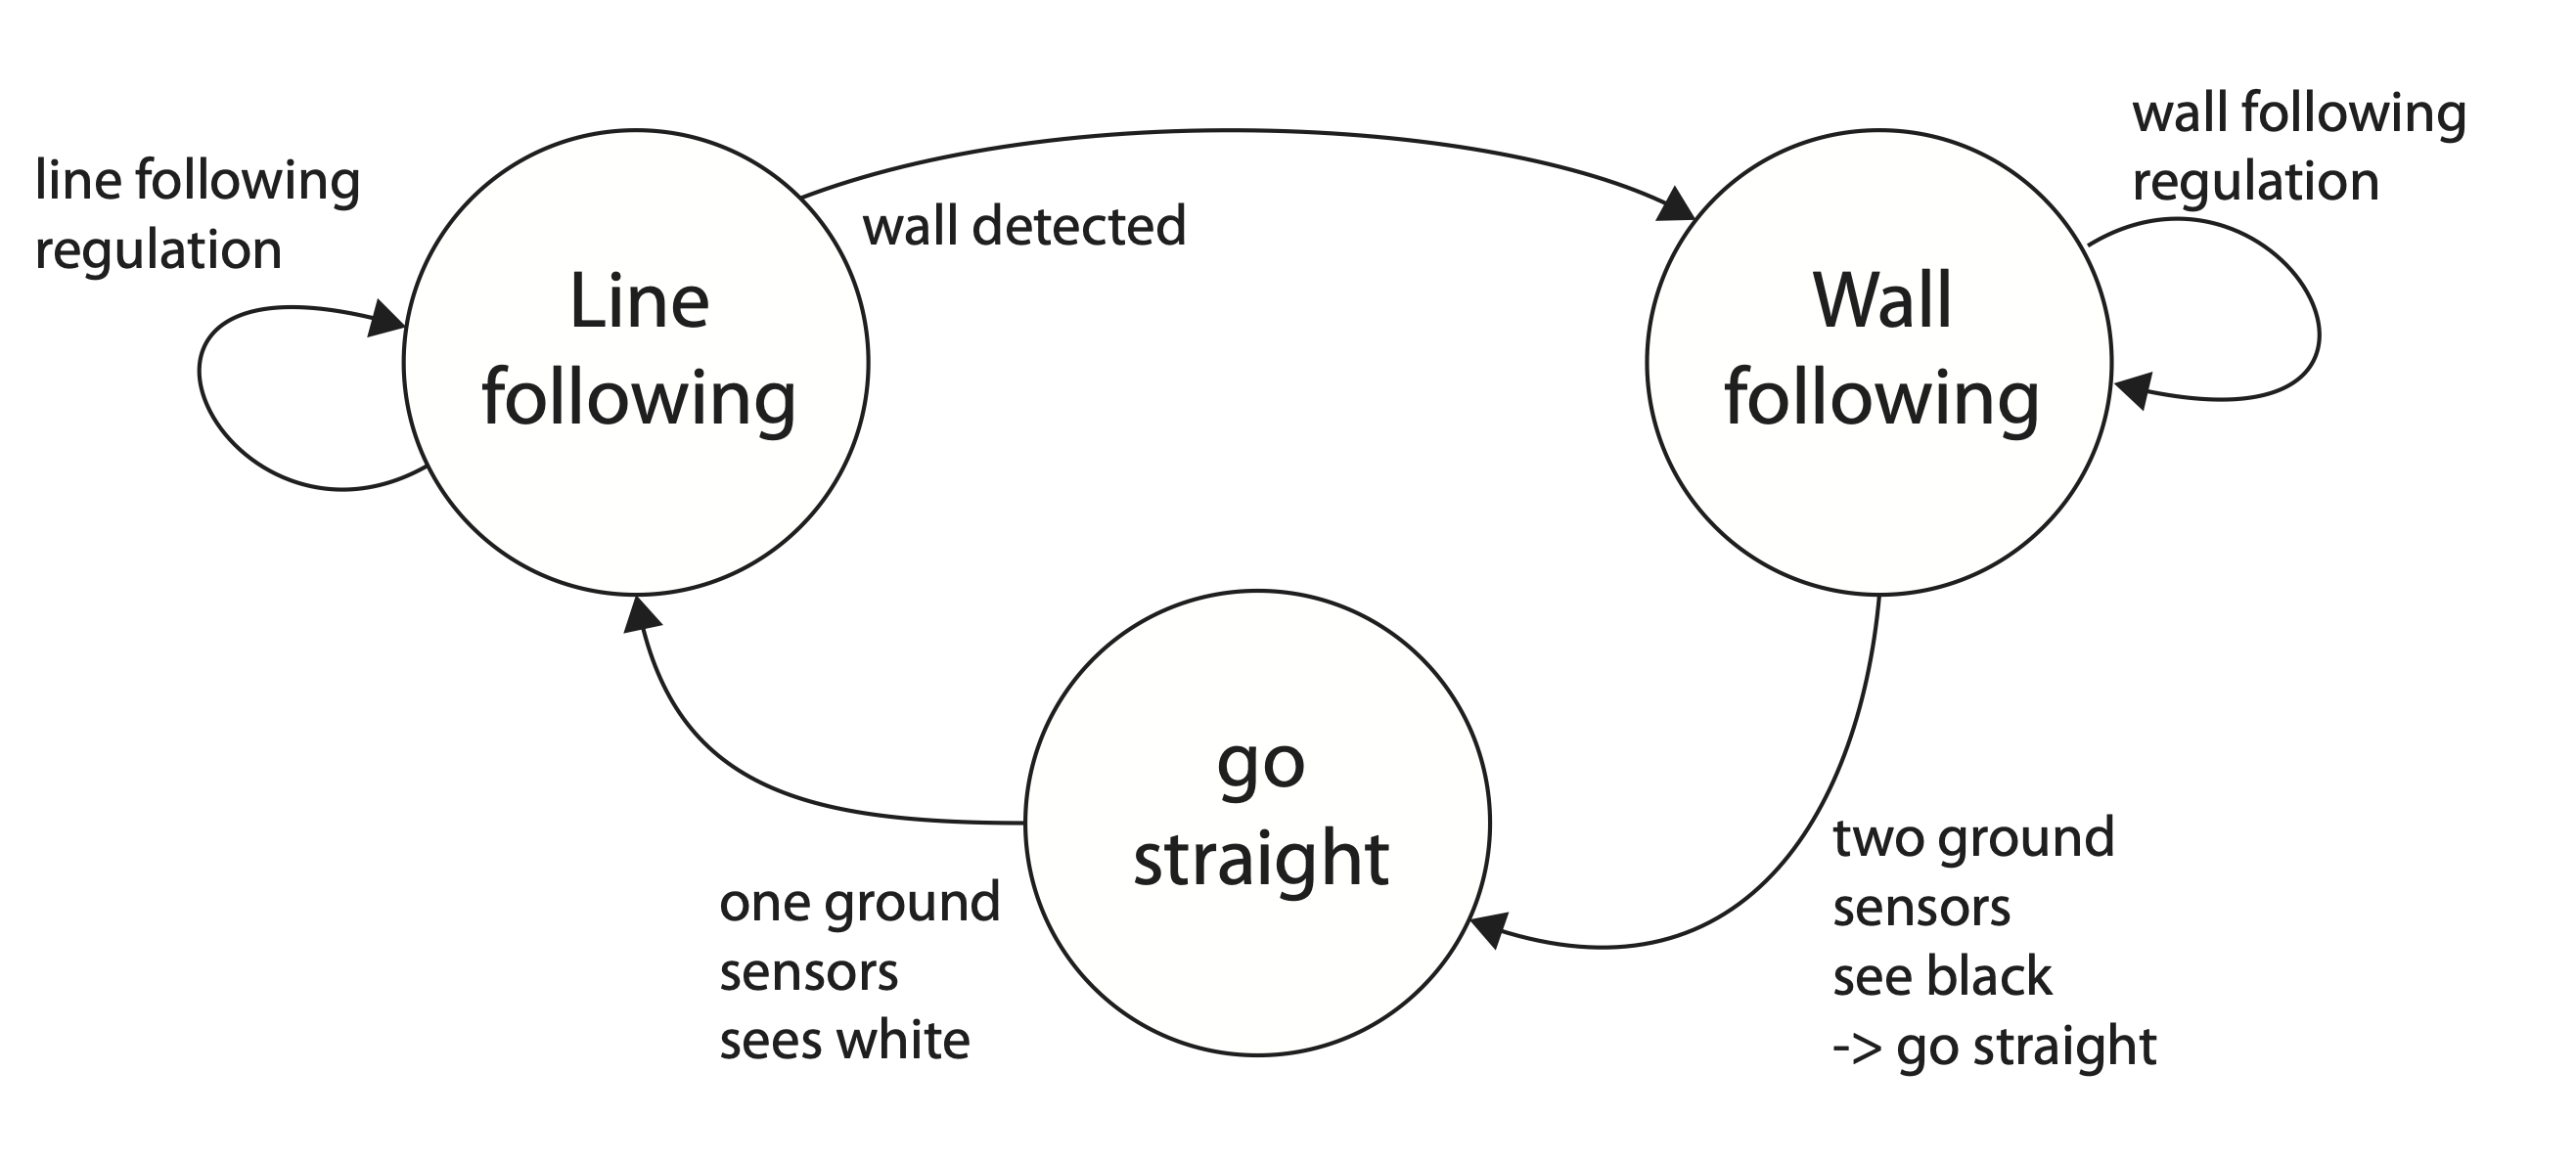 line following
regulation
Line
following
wall detected
Wall
following
wall following
regulation
go
straight
one ground
sensors
sees white
two ground
sensors
see black
-> go straight